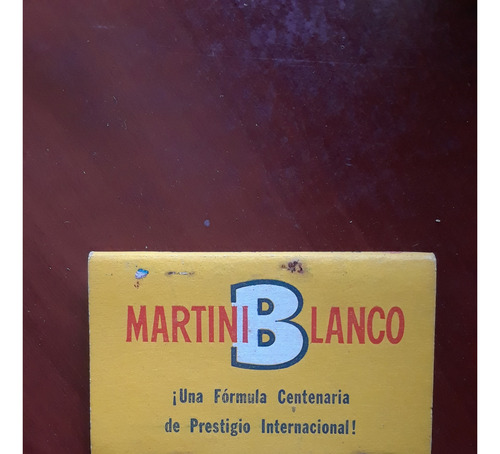 MARTINI BLANCO
¡Una Fórmula Centenaria
de Prestigio Internacional!